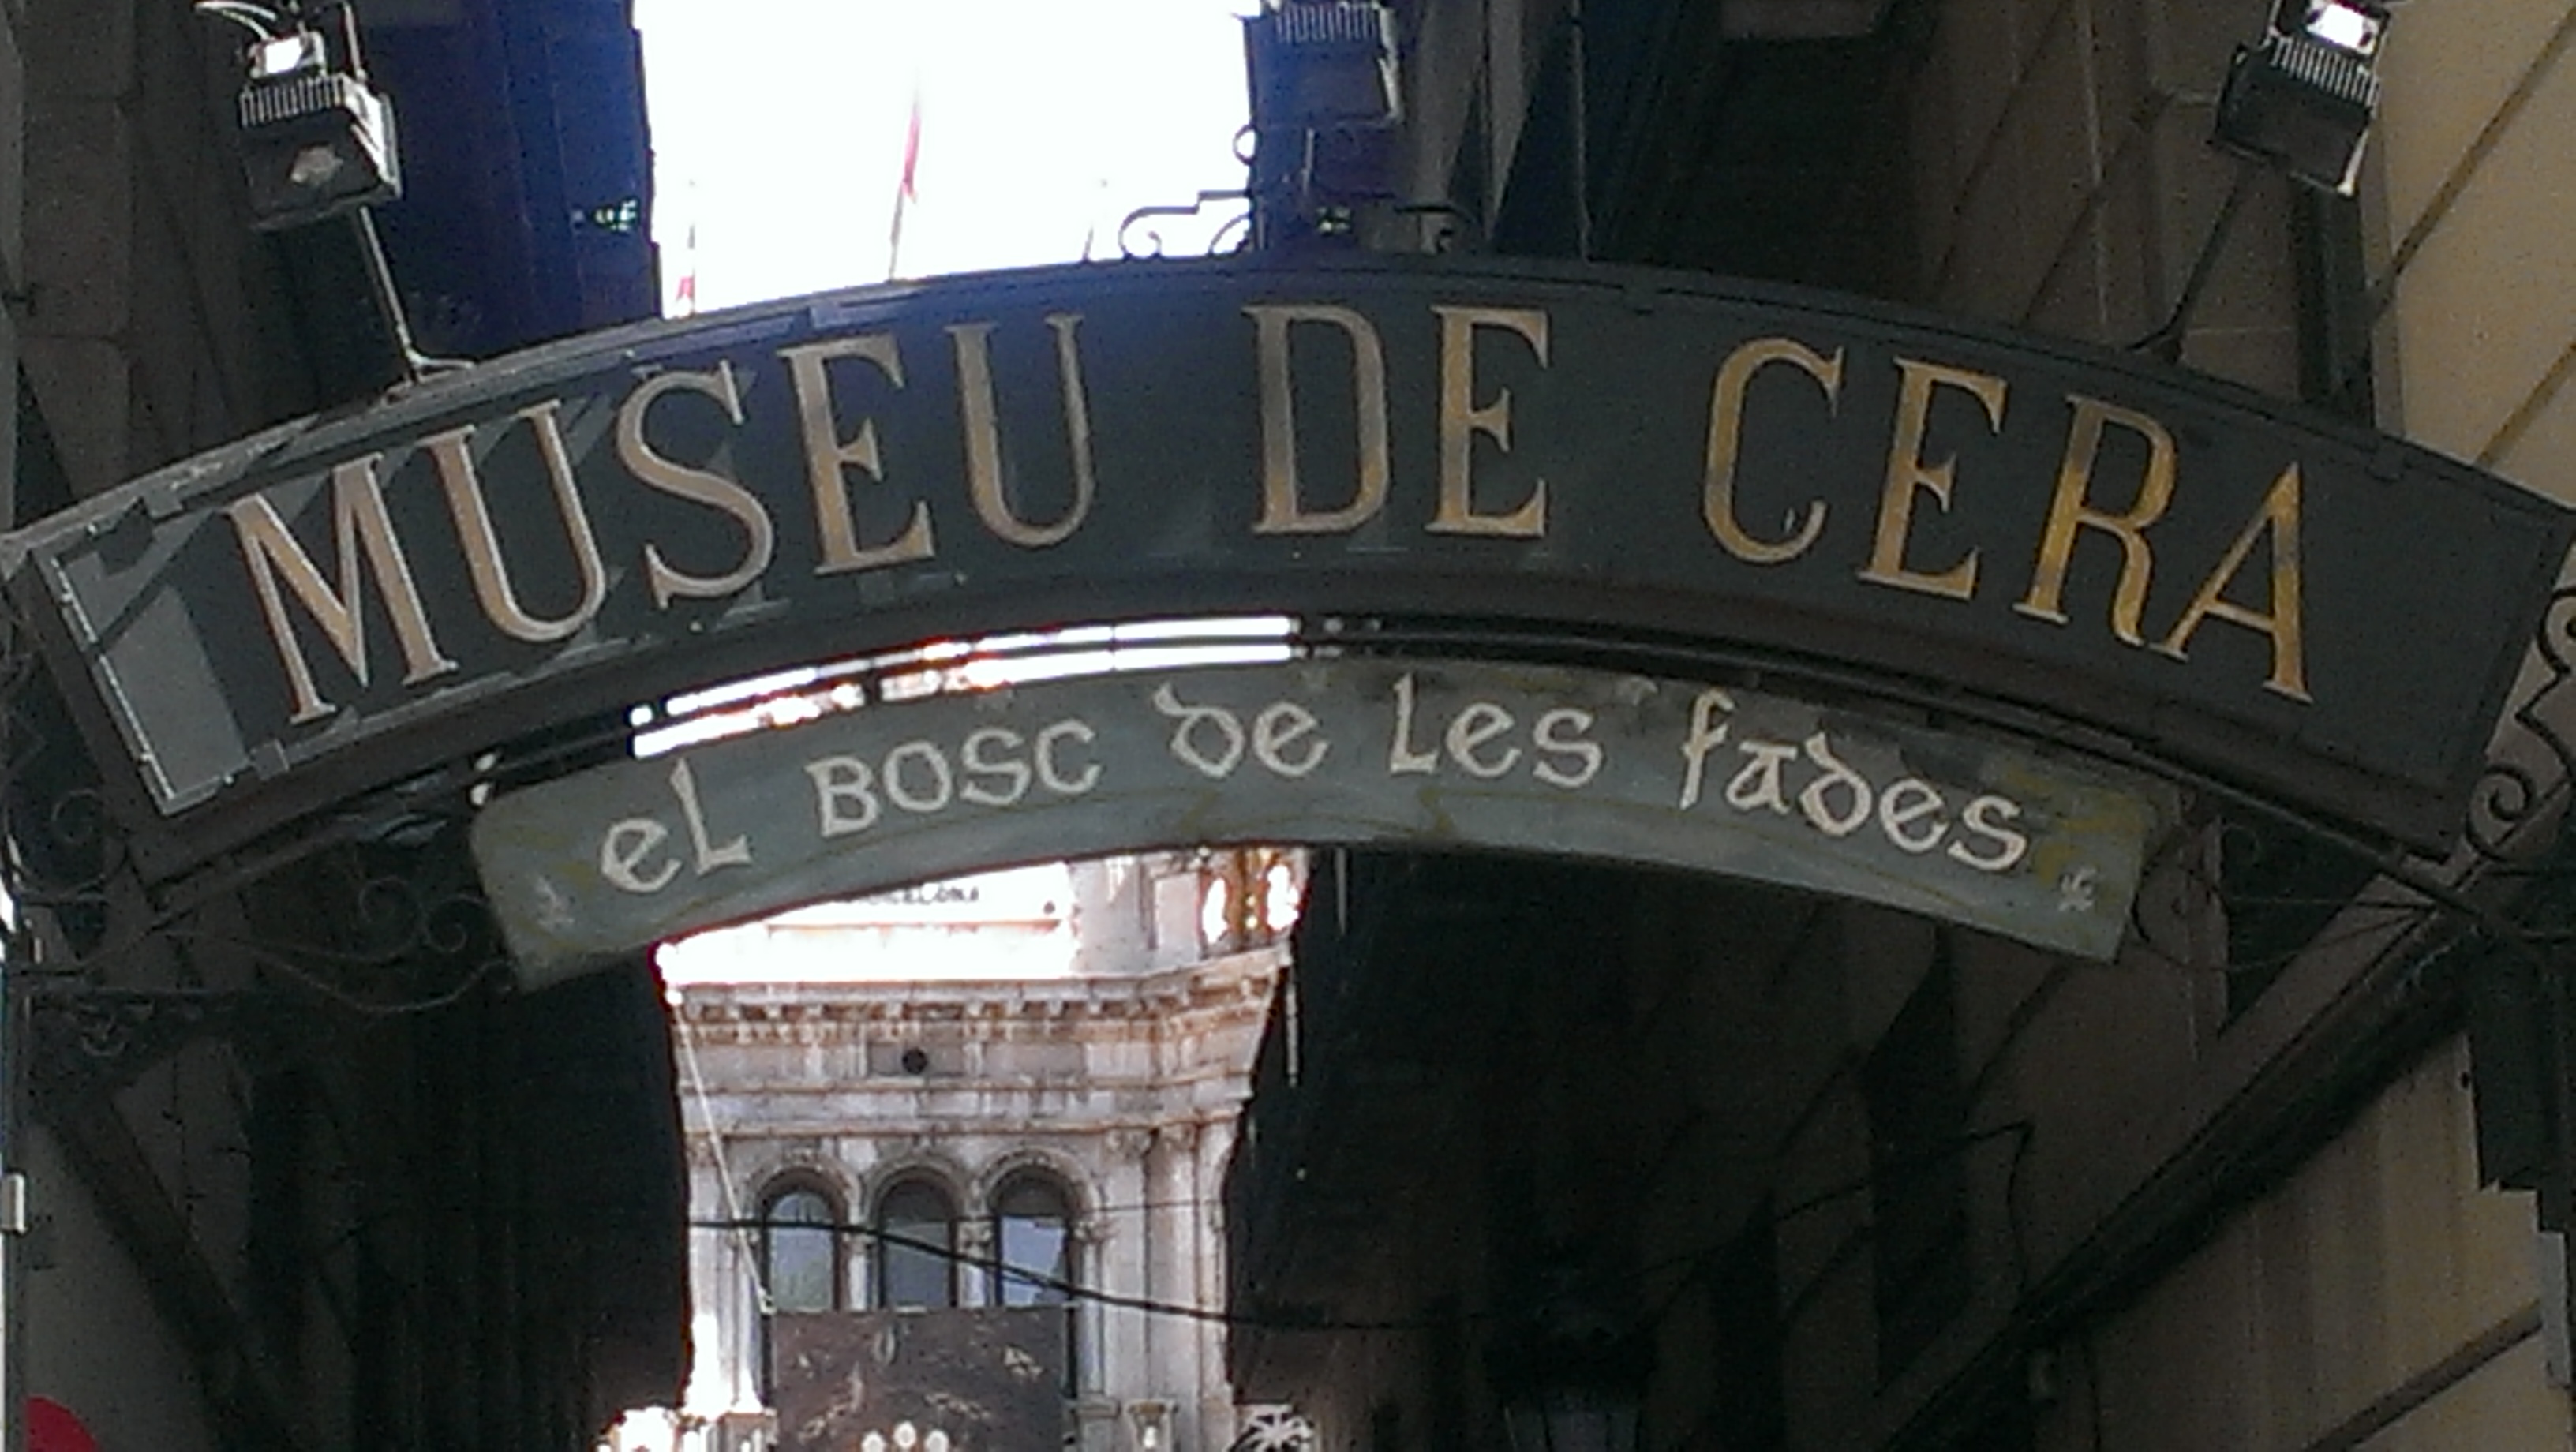 MUSEU DE CERA
eL BOSC de Les fades